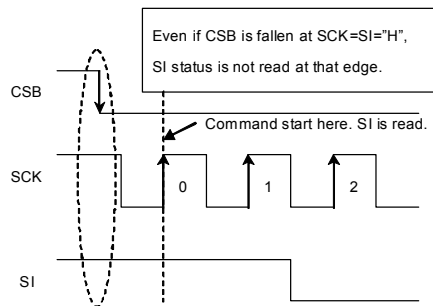 Even if CSB is fallen at SCK=SI="H",
SI status is not read at that edge.
CSB
Command start here. SI is read.
SCK
0 1 2
SI